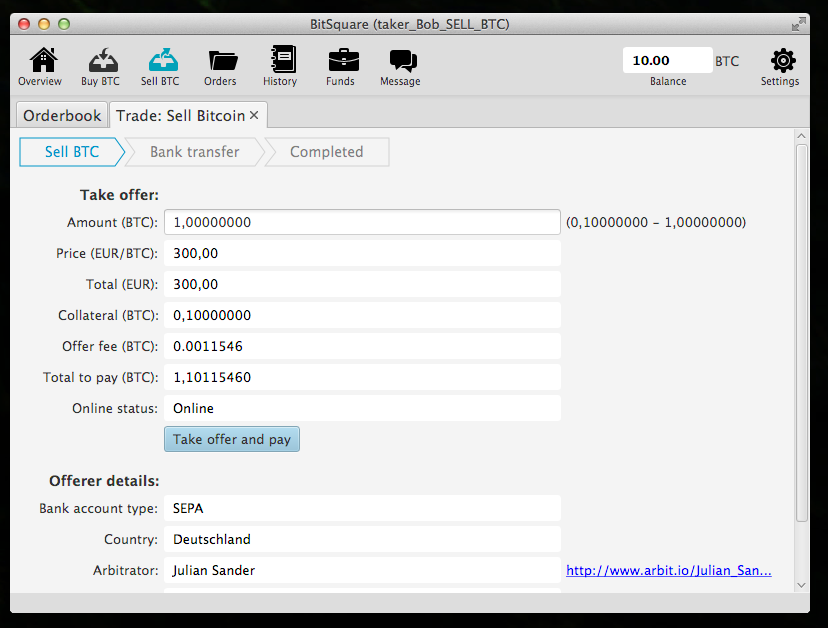 BitSquare (taker_Bob_SELL_BTC)
Overview Buy BTC Sell BTC Orders History Funds Message 10.00 BTC Balance Settings
Orderbook Trade: Sell Bitcoin ×
Sell BTC Bank transfer Completed
Take offer:
Amount (BTC): 1,00000000 (0,10000000 - 1,00000000)
Price (EUR/BTC): 300,00
Total (EUR): 300,00
Collateral (BTC): 0,10000000
Offer fee (BTC): 0.0011546
Total to pay (BTC): 1,10115460
Online status: Online
Take offer and pay
Offerer details:
Bank account type: SEPA
Country: Deutschland
Arbitrator: Julian Sander http://www.arbit.io/Julian_San...